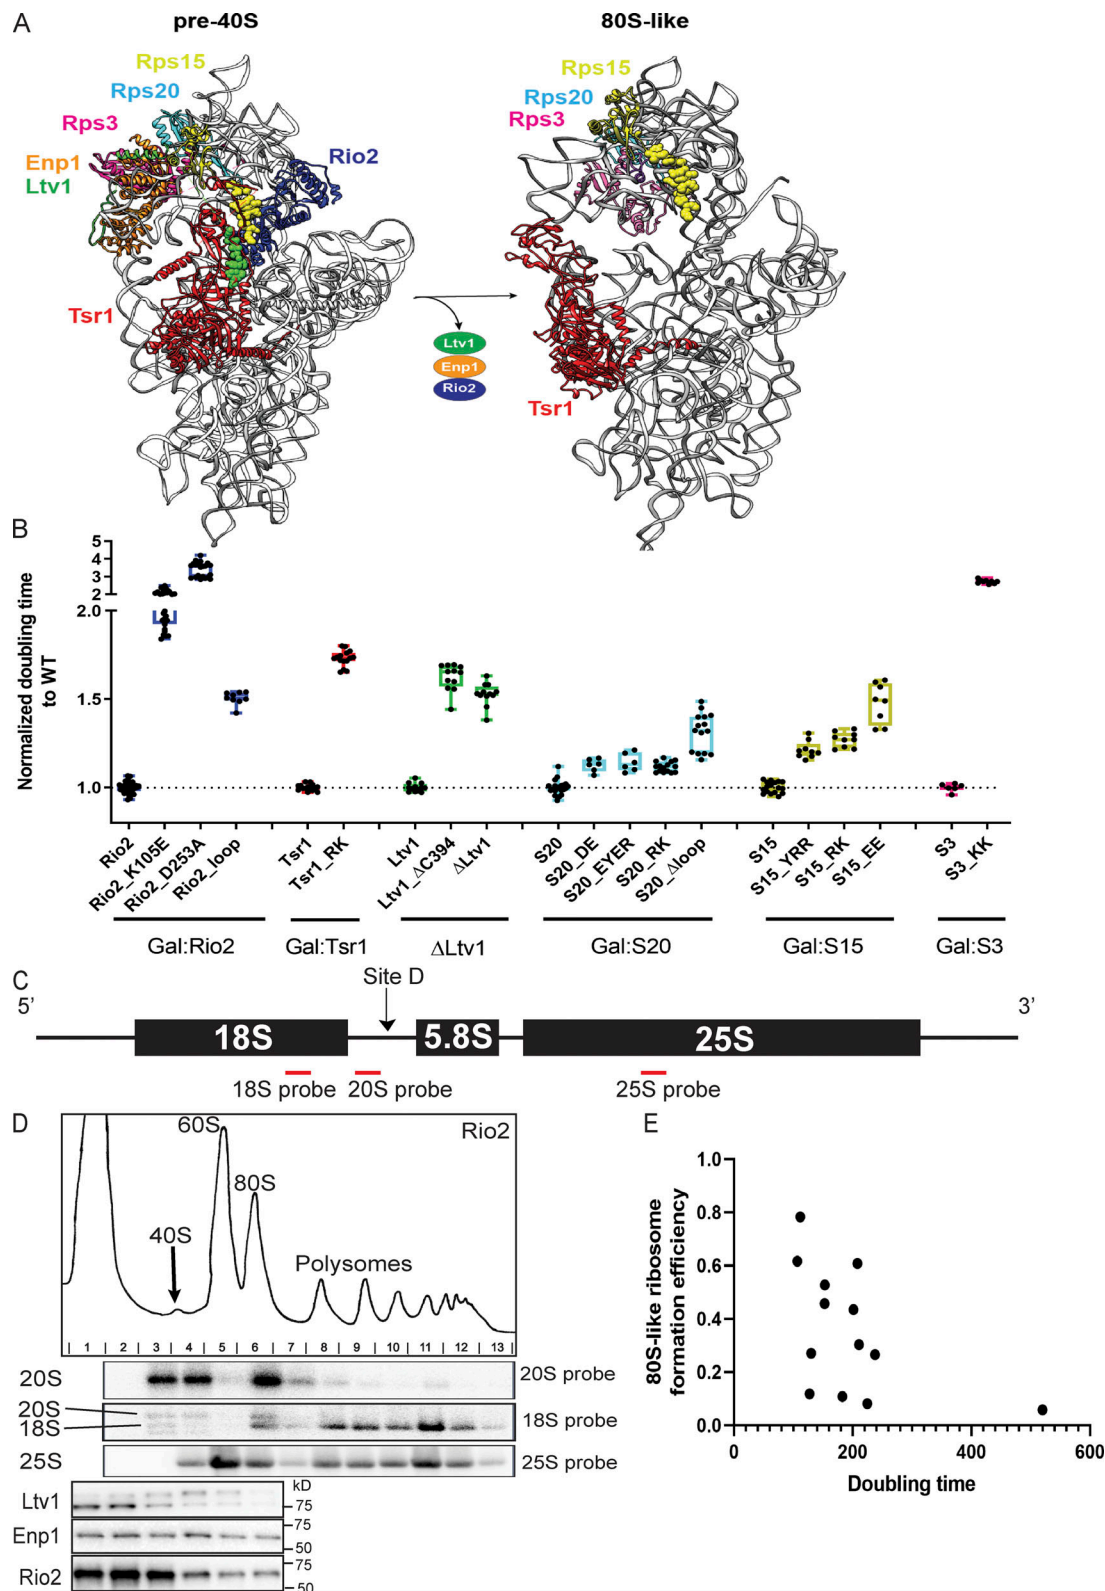 A
pre-40S
80S-like
Rps15
Rps20
Rps3
Enp1
Ltv1
Rio2
Tsr1
Rps15
Rps20
Rps3
Ltv1
Enp1
Rio2
Tsr1
B
Normalized doubling time
to WT
5
4
3
2
2.0
1.5
1.0
Rio2
Rio2_K105E
Rio2_D253A
Rio2_loop
Tsr1
Tsr1_RK
Ltv1
Ltv1_ΔC394
ΔLtv1
S20
S20_DE
S20_EYER
S20_RK
S20_Δloop
S15
S15_YRR
S15_RK
S15_EE
S3
S3_KK
Gal:Rio2
Gal:Tsr1
ΔLtv1
Gal:S20
Gal:S15
Gal:S3
C
Site D
5'
3'
18S
5.8S
25S
18S probe
20S probe
25S probe
D
60S
Rio2
80S
40S
Polysomes
1 2 3 4 5 6 7 8 9 10 11 12 13
20S
20S probe
20S
18S
18S probe
25S
25S probe
kD
Ltv1
75
Enp1
75
50
Rio2
75
50
E
80S-like ribosome
formation efficiency
1.0
0.8
0.6
0.4
0.2
0.0
0 200 400 600
Doubling time